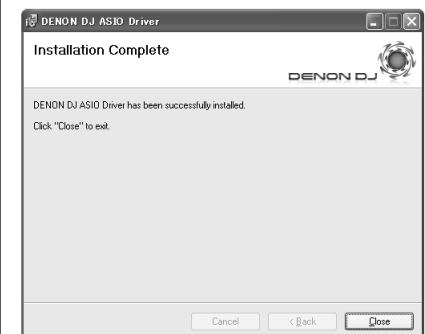 DENON DJ ASIO Driver
Installation Complete
DENON DJ
DENON DJ ASIO Driver has been successfully installed.
Click "Close" to exit.
Cancel
< Back
Close